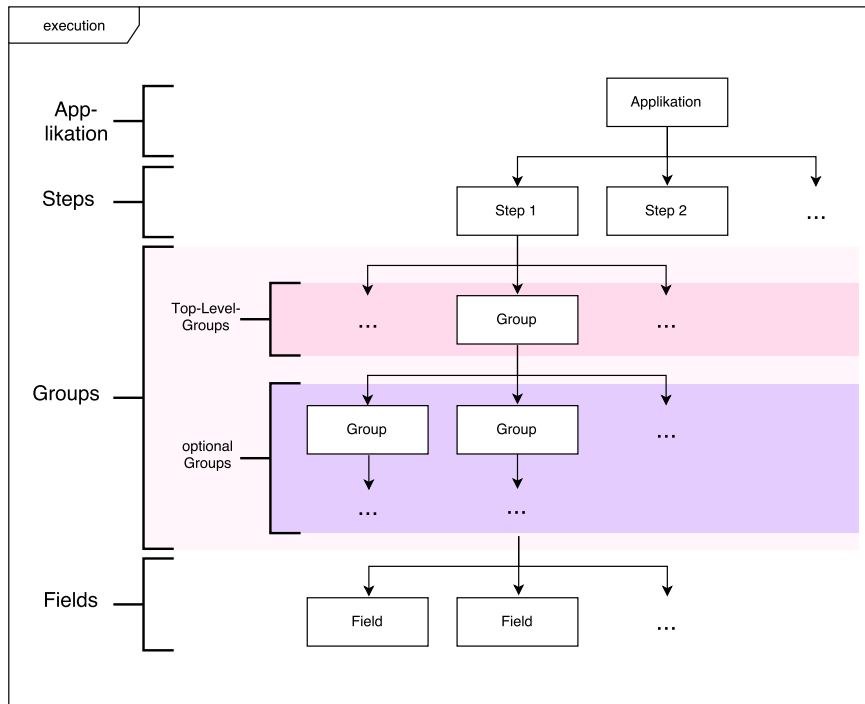 execution
App-
likation
Applikation
Steps
Step 1
Step 2
...
Top-Level-
Groups
...
Group
...
Groups
optional
Groups
Group
Group
...
...
...
Fields
Field
Field
...